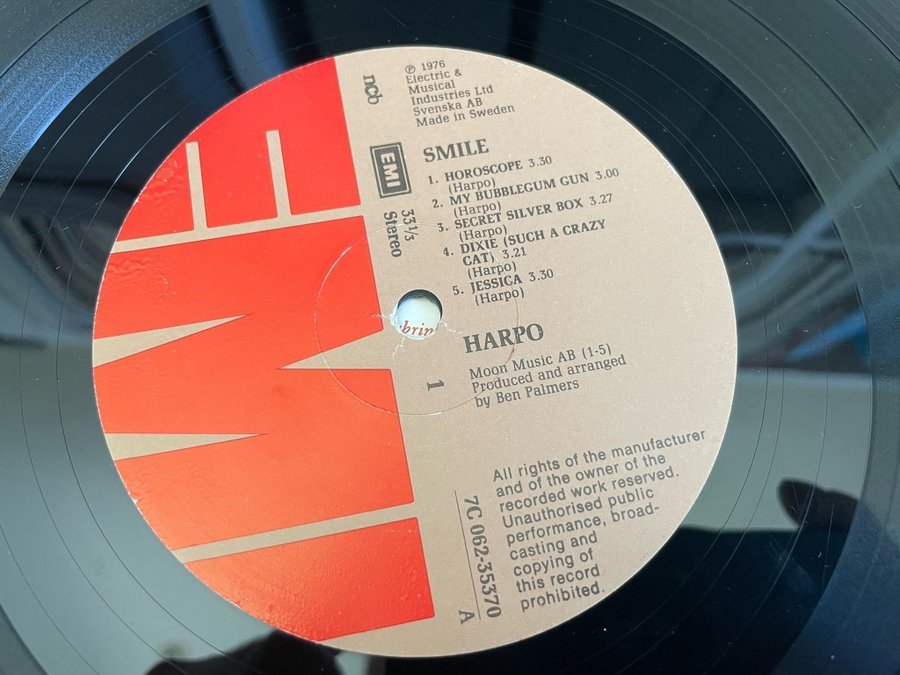 EMI
ncb
℗ 1976
Electric &
Musical
Industries Ltd
Svenska AB
Made in Sweden
EMI
33⅓
Stereo
SMILE
1. HOROSCOPE 3.30
(Harpo)
2. MY BUBBLEGUM GUN 3.00
(Harpo)
3. SECRET SILVER BOX 3.27
(Harpo)
4. DIXIE (SUCH A CRAZY
CAT) 3.21
(Harpo)
5. JESSICA 3.30
(Harpo)
HARPO
Moon Music AB (1-5)
Produced and arranged
by Ben Palmers
1
7C 062-35370
A
All rights of the manufacturer
and of the owner of the
recorded work reserved.
Unauthorised public
performance, broad-
casting and
copying of
this record
prohibited.